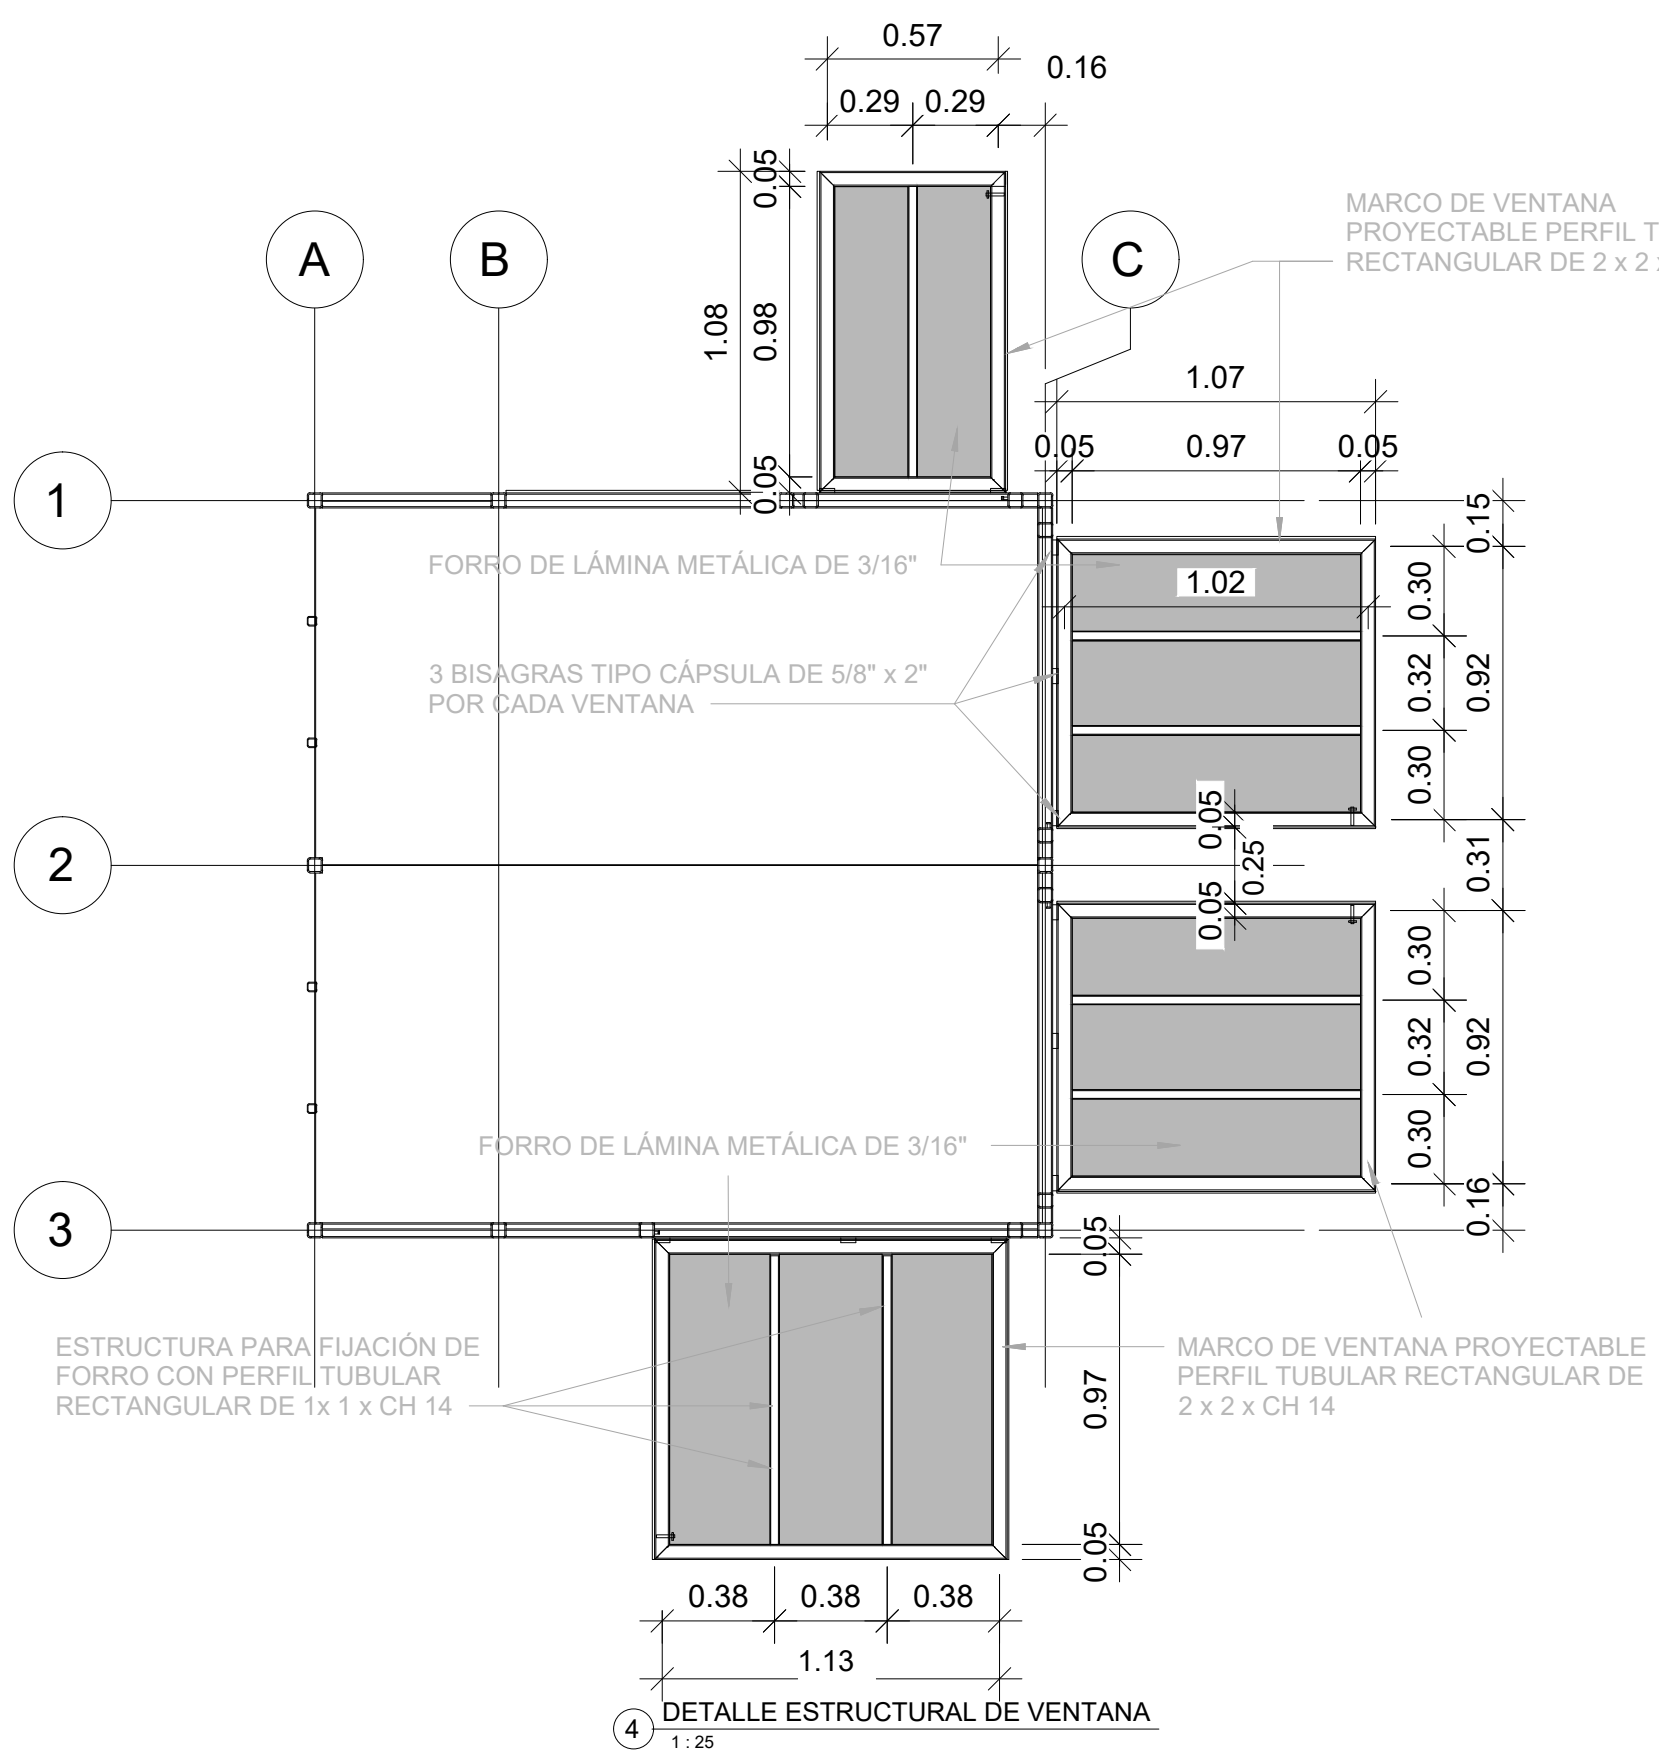 0.57
0.16
0.29 0.29
0.05
1.08
0.98
0.05
A
B
C
MARCO DE VENTANA
PROYECTABLE PERFIL T
RECTANGULAR DE 2 x 2
1.07
0.05 0.97 0.05
1
0.15
FORRO DE LÁMINA METÁLICA DE 3/16"
1.02
0.30
3 BISAGRAS TIPO CÁPSULA DE 5/8" x 2"
POR CADA VENTANA
0.32
0.92
0.30
0.05
2
0.25
0.31
0.05
0.30
0.32
0.92
FORRO DE LÁMINA METÁLICA DE 3/16"
0.30
0.16
3
0.05
ESTRUCTURA PARA FIJACIÓN DE
FORRO CON PERFIL TUBULAR
RECTANGULAR DE 1x 1 x CH 14
MARCO DE VENTANA PROYECTABLE
PERFIL TUBULAR RECTANGULAR DE
2 x 2 x CH 14
0.97
0.05
0.38 0.38 0.38
1.13
4 DETALLE ESTRUCTURAL DE VENTANA
1 : 25